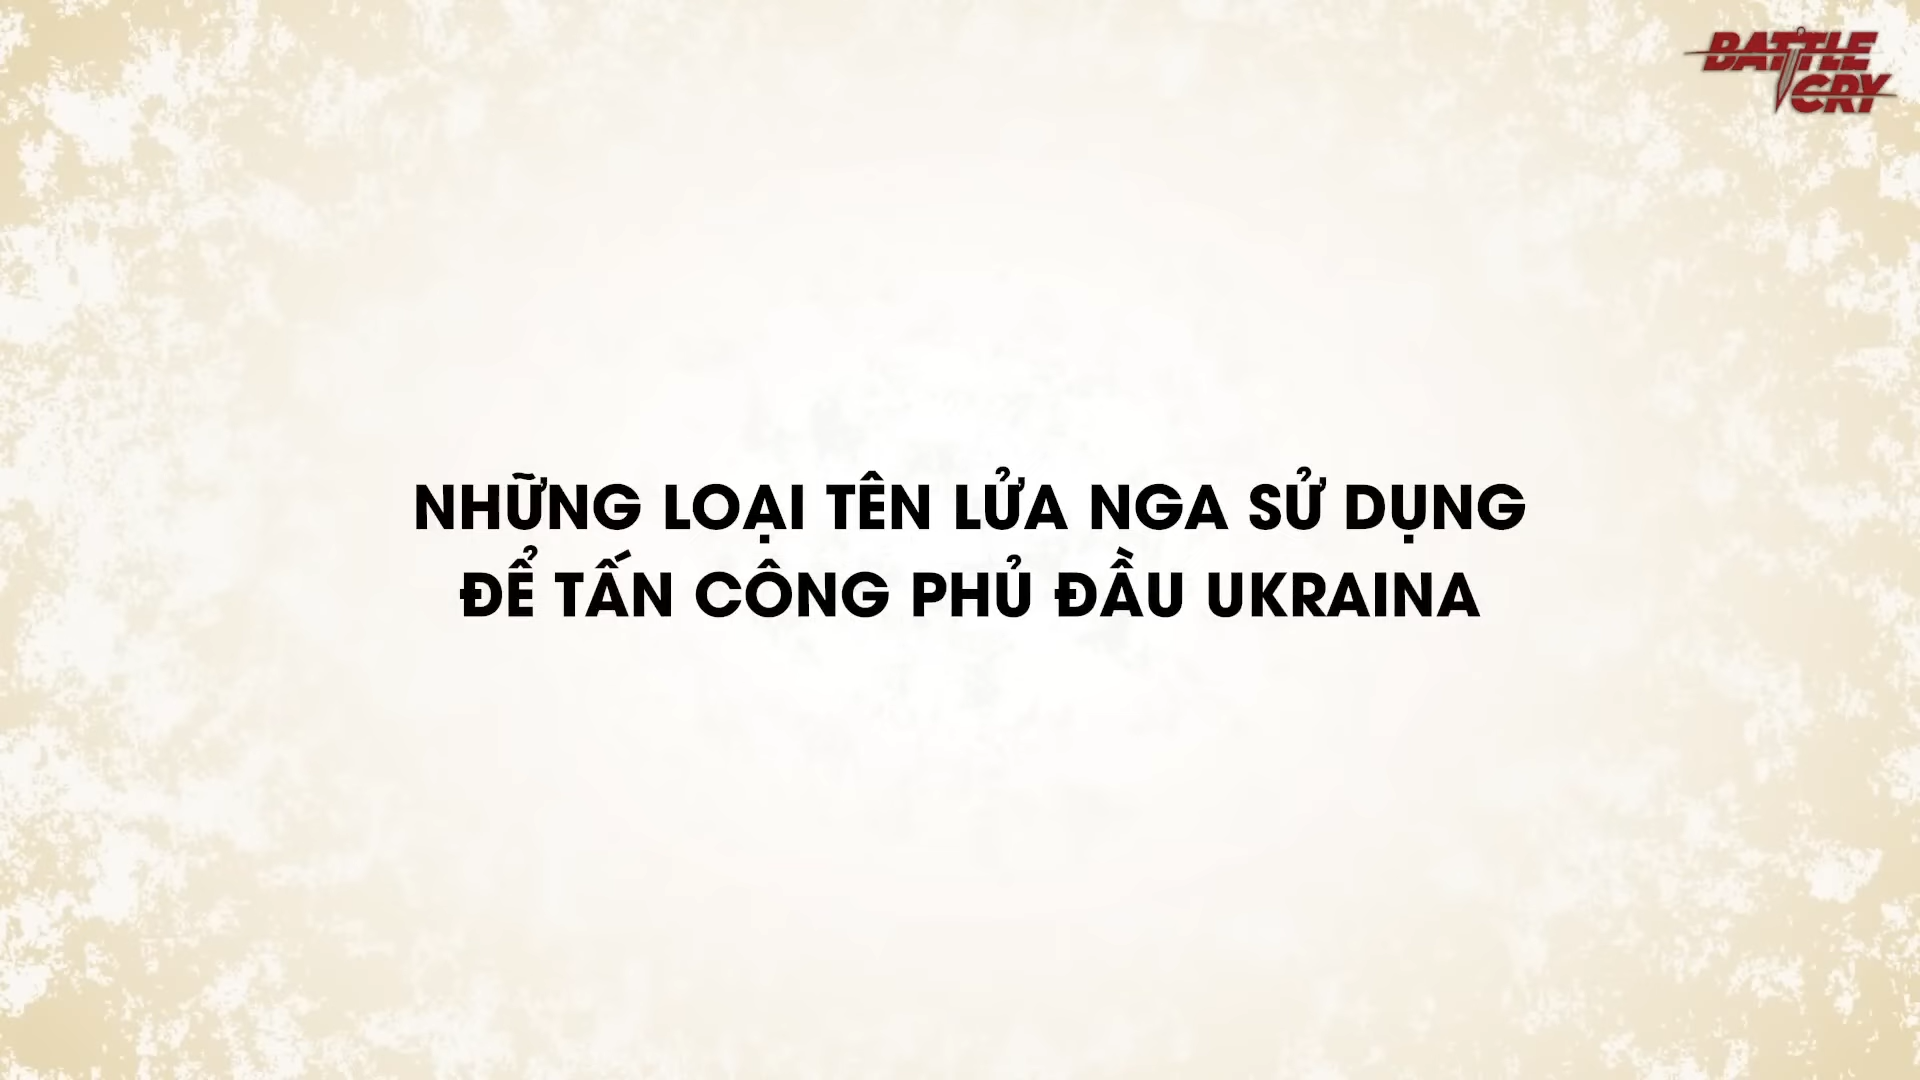 BATTLE
CRY
NHỮNG LOẠI TÊN LỬA NGA SỬ DỤNG
ĐỂ TẤN CÔNG PHỦ ĐẦU UKRAINA